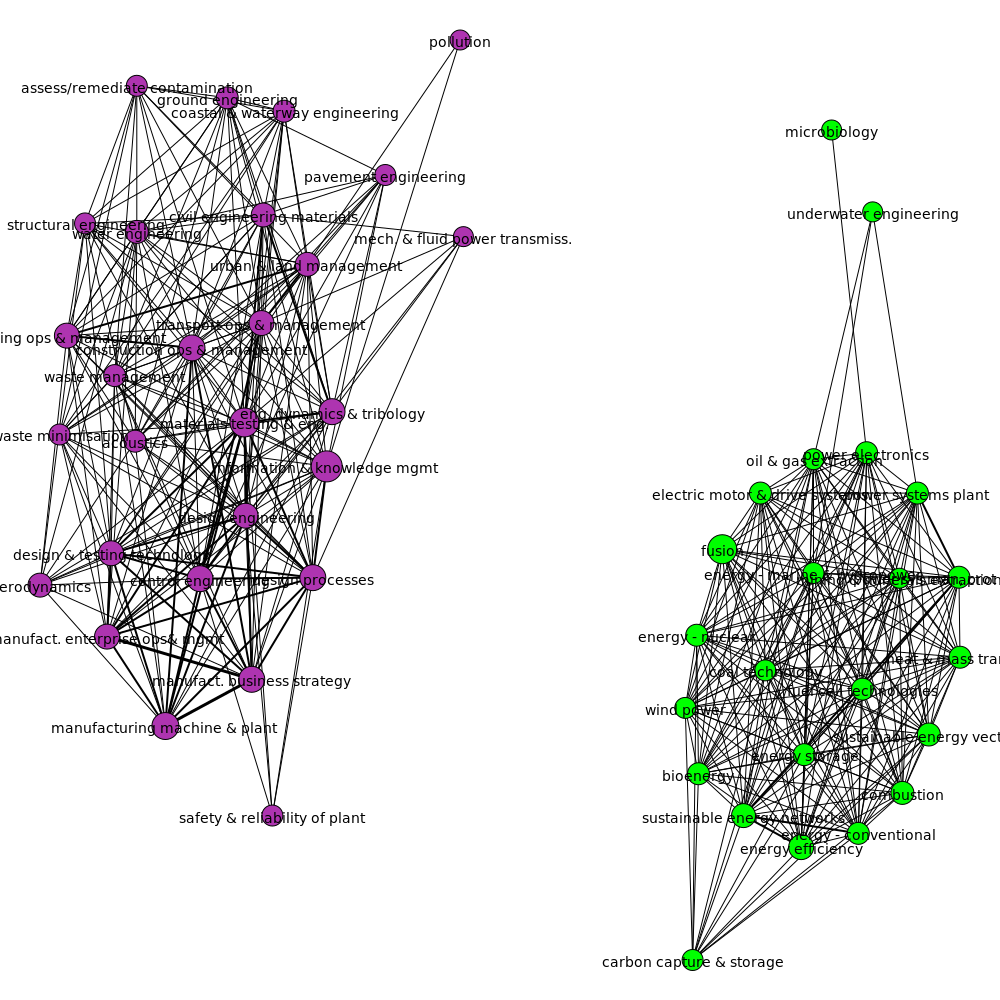 pollution
assess/remediate contamination
ground engineering
coastal & waterway engineering
microbiology
pavement engineering
underwater engineering
civil engineering materials
structural engineering
water engineering
mech. & fluid power transmiss.
urban & land management
transport ops & management
ing ops & management
construction ops & management
waste management
eng. dynamics & tribology
materials testing & eng
waste minimisation
acoustics
information & knowledge mgmt
oil & gas extraction
power electronics
electric motor & drive systems
power systems plant
design engineering
design & testing technology
fusion
energy - marine &
control engineering
design processes
erodynamics
manufact. enterprise ops& mgmt
energy - nuclear
heat & mass tran
coal technology
fuel cell technologies
manufact. business strategy
wind power
manufacturing machine & plant
sustainable energy vect
energy storage
bioenergy
combustion
safety & reliability of plant
sustainable energy networks
energy - conventional
energy efficiency
carbon capture & storage